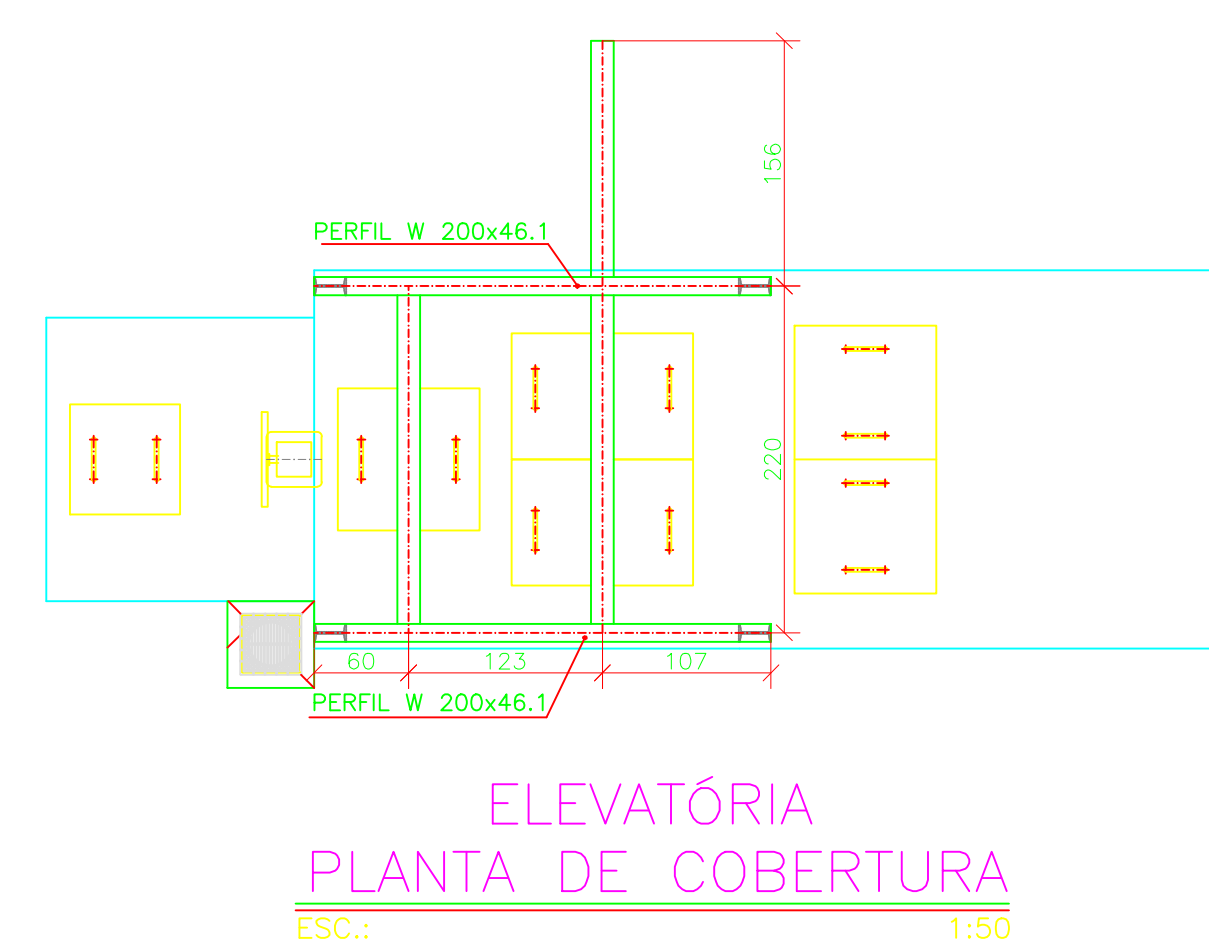 156
PERFIL W 200x46.1
220
60 123 107
PERFIL W 200x46.1
ELEVATÓRIA
PLANTA DE COBERTURA
ESC.: 1:50